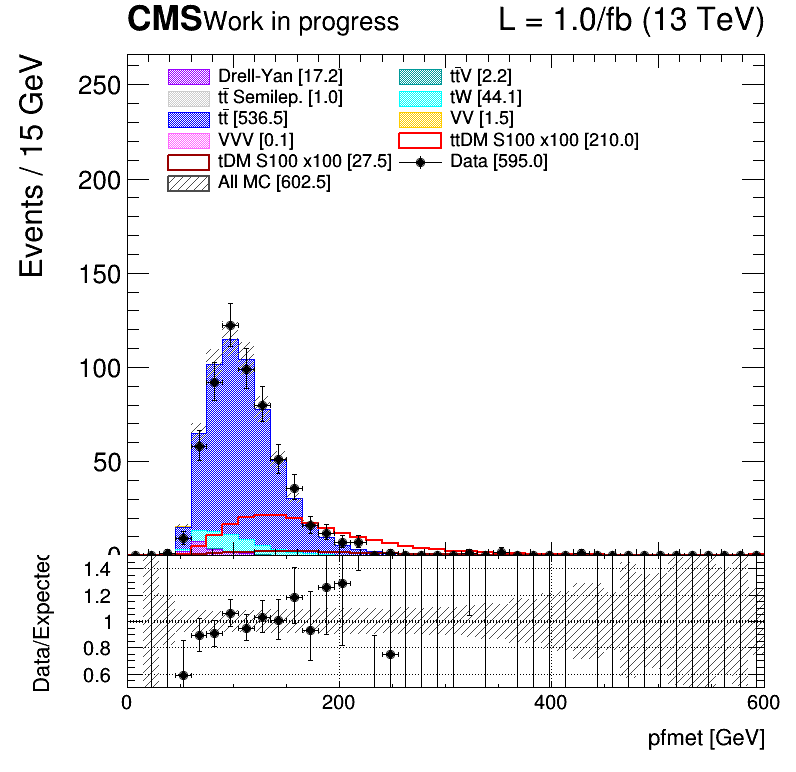 CMS Work in progress L = 1.0/fb (13 TeV)
Events / 15 GeV
250
200
150
100
50
0
Drell-Yan [17.2]
tt̄V [2.2]
tt̄ Semilep. [1.0]
tW [44.1]
tt̄ [536.5]
VV [1.5]
VVV [0.1]
ttDM S100 x100 [210.0]
tDM S100 x100 [27.5]
Data [595.0]
All MC [602.5]
Data/Expected
1.4
1.2
1
0.8
0.6
0 200 400 600
pfmet [GeV]